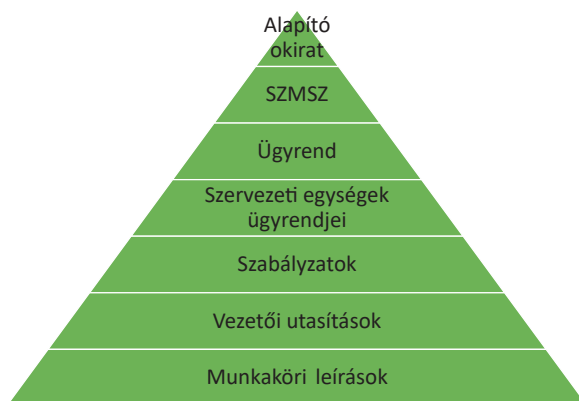 Alapító
okirat
SZMSZ
Ügyrend
Szervezeti egységek
ügyrendjei
Szabályzatok
Vezetői utasítások
Munkaköri leírások